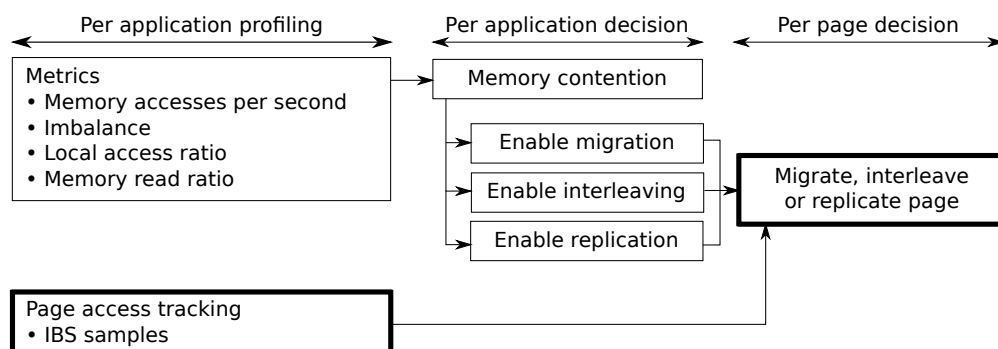 Per application profiling
Per application decision
Per page decision
Metrics
• Memory accesses per second
• Imbalance
• Local access ratio
• Memory read ratio
Memory contention
Enable migration
Enable interleaving
Enable replication
Migrate, interleave
or replicate page
Page access tracking
• IBS samples